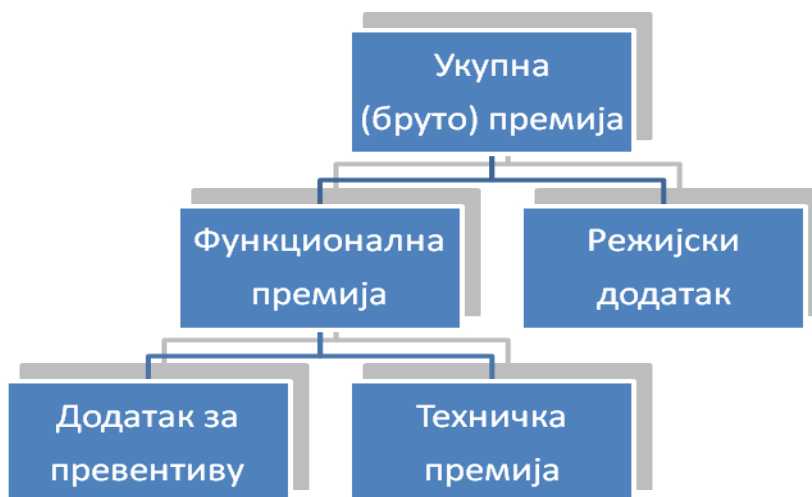 Укупна
(бруто) премија
Функционална
премија
Режијски
додатак
Додатак за
превентиву
Техничка
премија